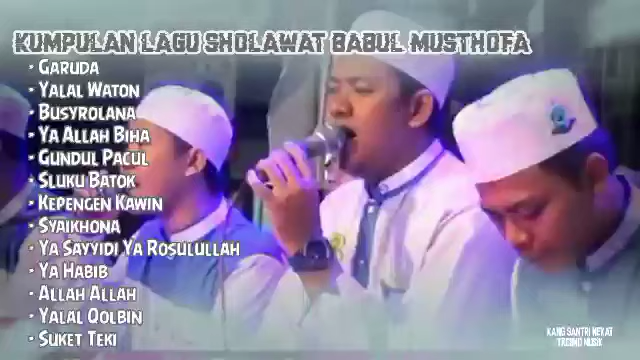 KUMPULAN LAGU SHOLAWAT BABUL MUSTHOFA
• GARUDA
• YALAL WATON
• BUSYROLANA
• YA ALLAH BIHA
• GUNDUL PACUL
• SLUKU BATOK
• KEPENGEN KAWIN
• SYAIKHONA
• YA SAYYIDI YA ROSULULLAH
• YA HABIB
• ALLAH ALLAH
• YALAL QOLBIN
• SUKET TEKI
KANG SANTRI NEKAT
MUSIK